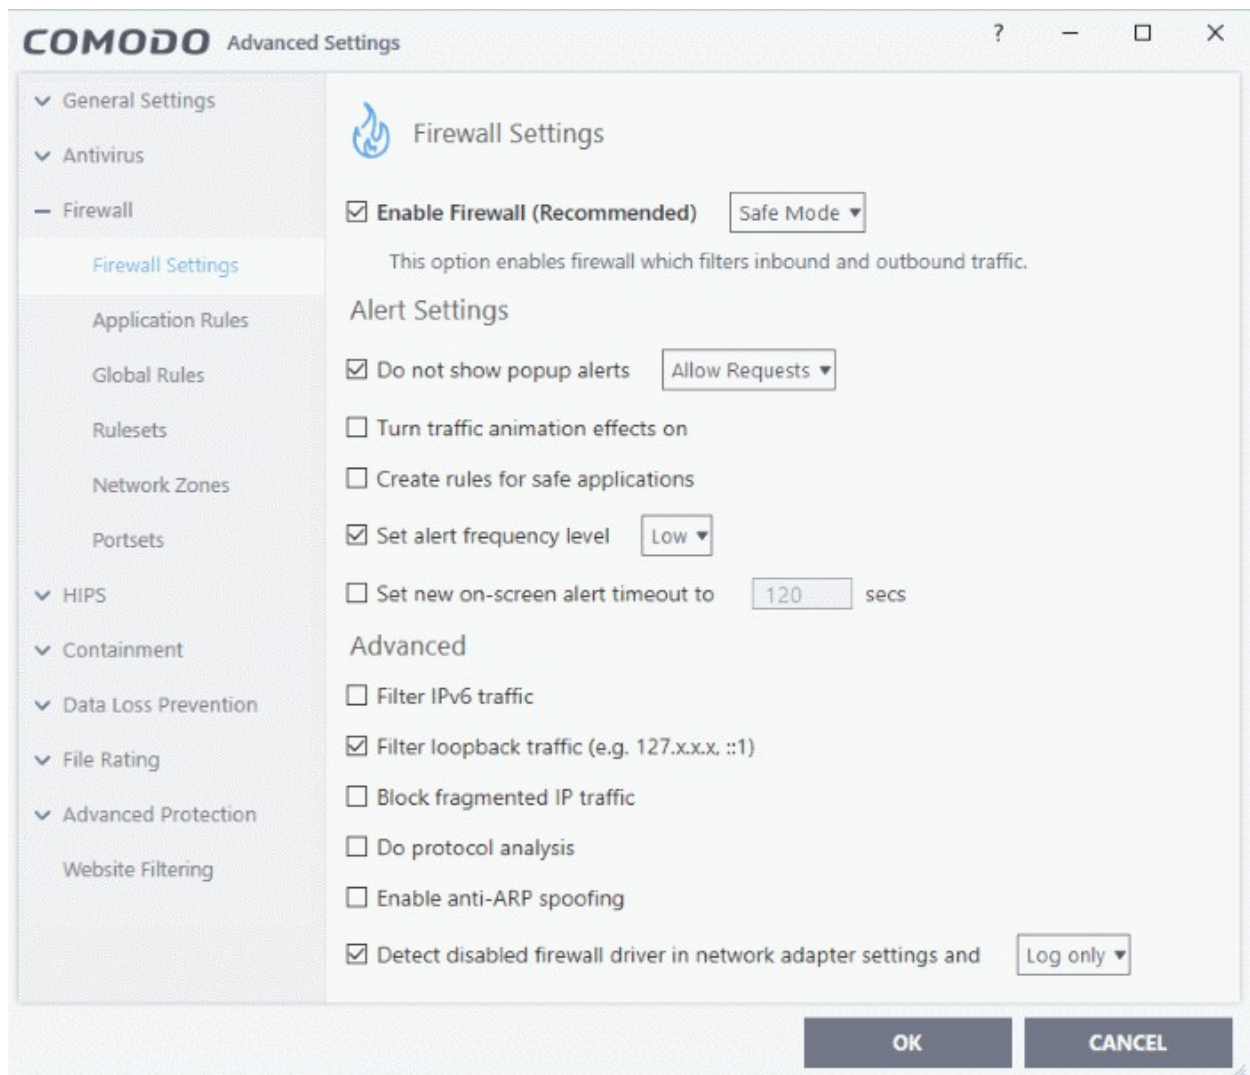 COMODO Advanced Settings ?
General Settings
Antivirus
Firewall
Firewall Settings
Application Rules
Global Rules
Rulesets
Network Zones
Portsets
HIPS
Containment
Data Loss Prevention
File Rating
Advanced Protection
Website Filtering
Firewall Settings
Enable Firewall (Recommended) Safe Mode
This option enables firewall which filters inbound and outbound traffic.
Alert Settings
Do not show popup alerts Allow Requests
Turn traffic animation effects on
Create rules for safe applications
Set alert frequency level Low
Set new on-screen alert timeout to 120 secs
Advanced
Filter IPv6 traffic
Filter loopback traffic (e.g. 127.x.x.x, ::1)
Block fragmented IP traffic
Do protocol analysis
Enable anti-ARP spoofing
Detect disabled firewall driver in network adapter settings and Log only
OK CANCEL